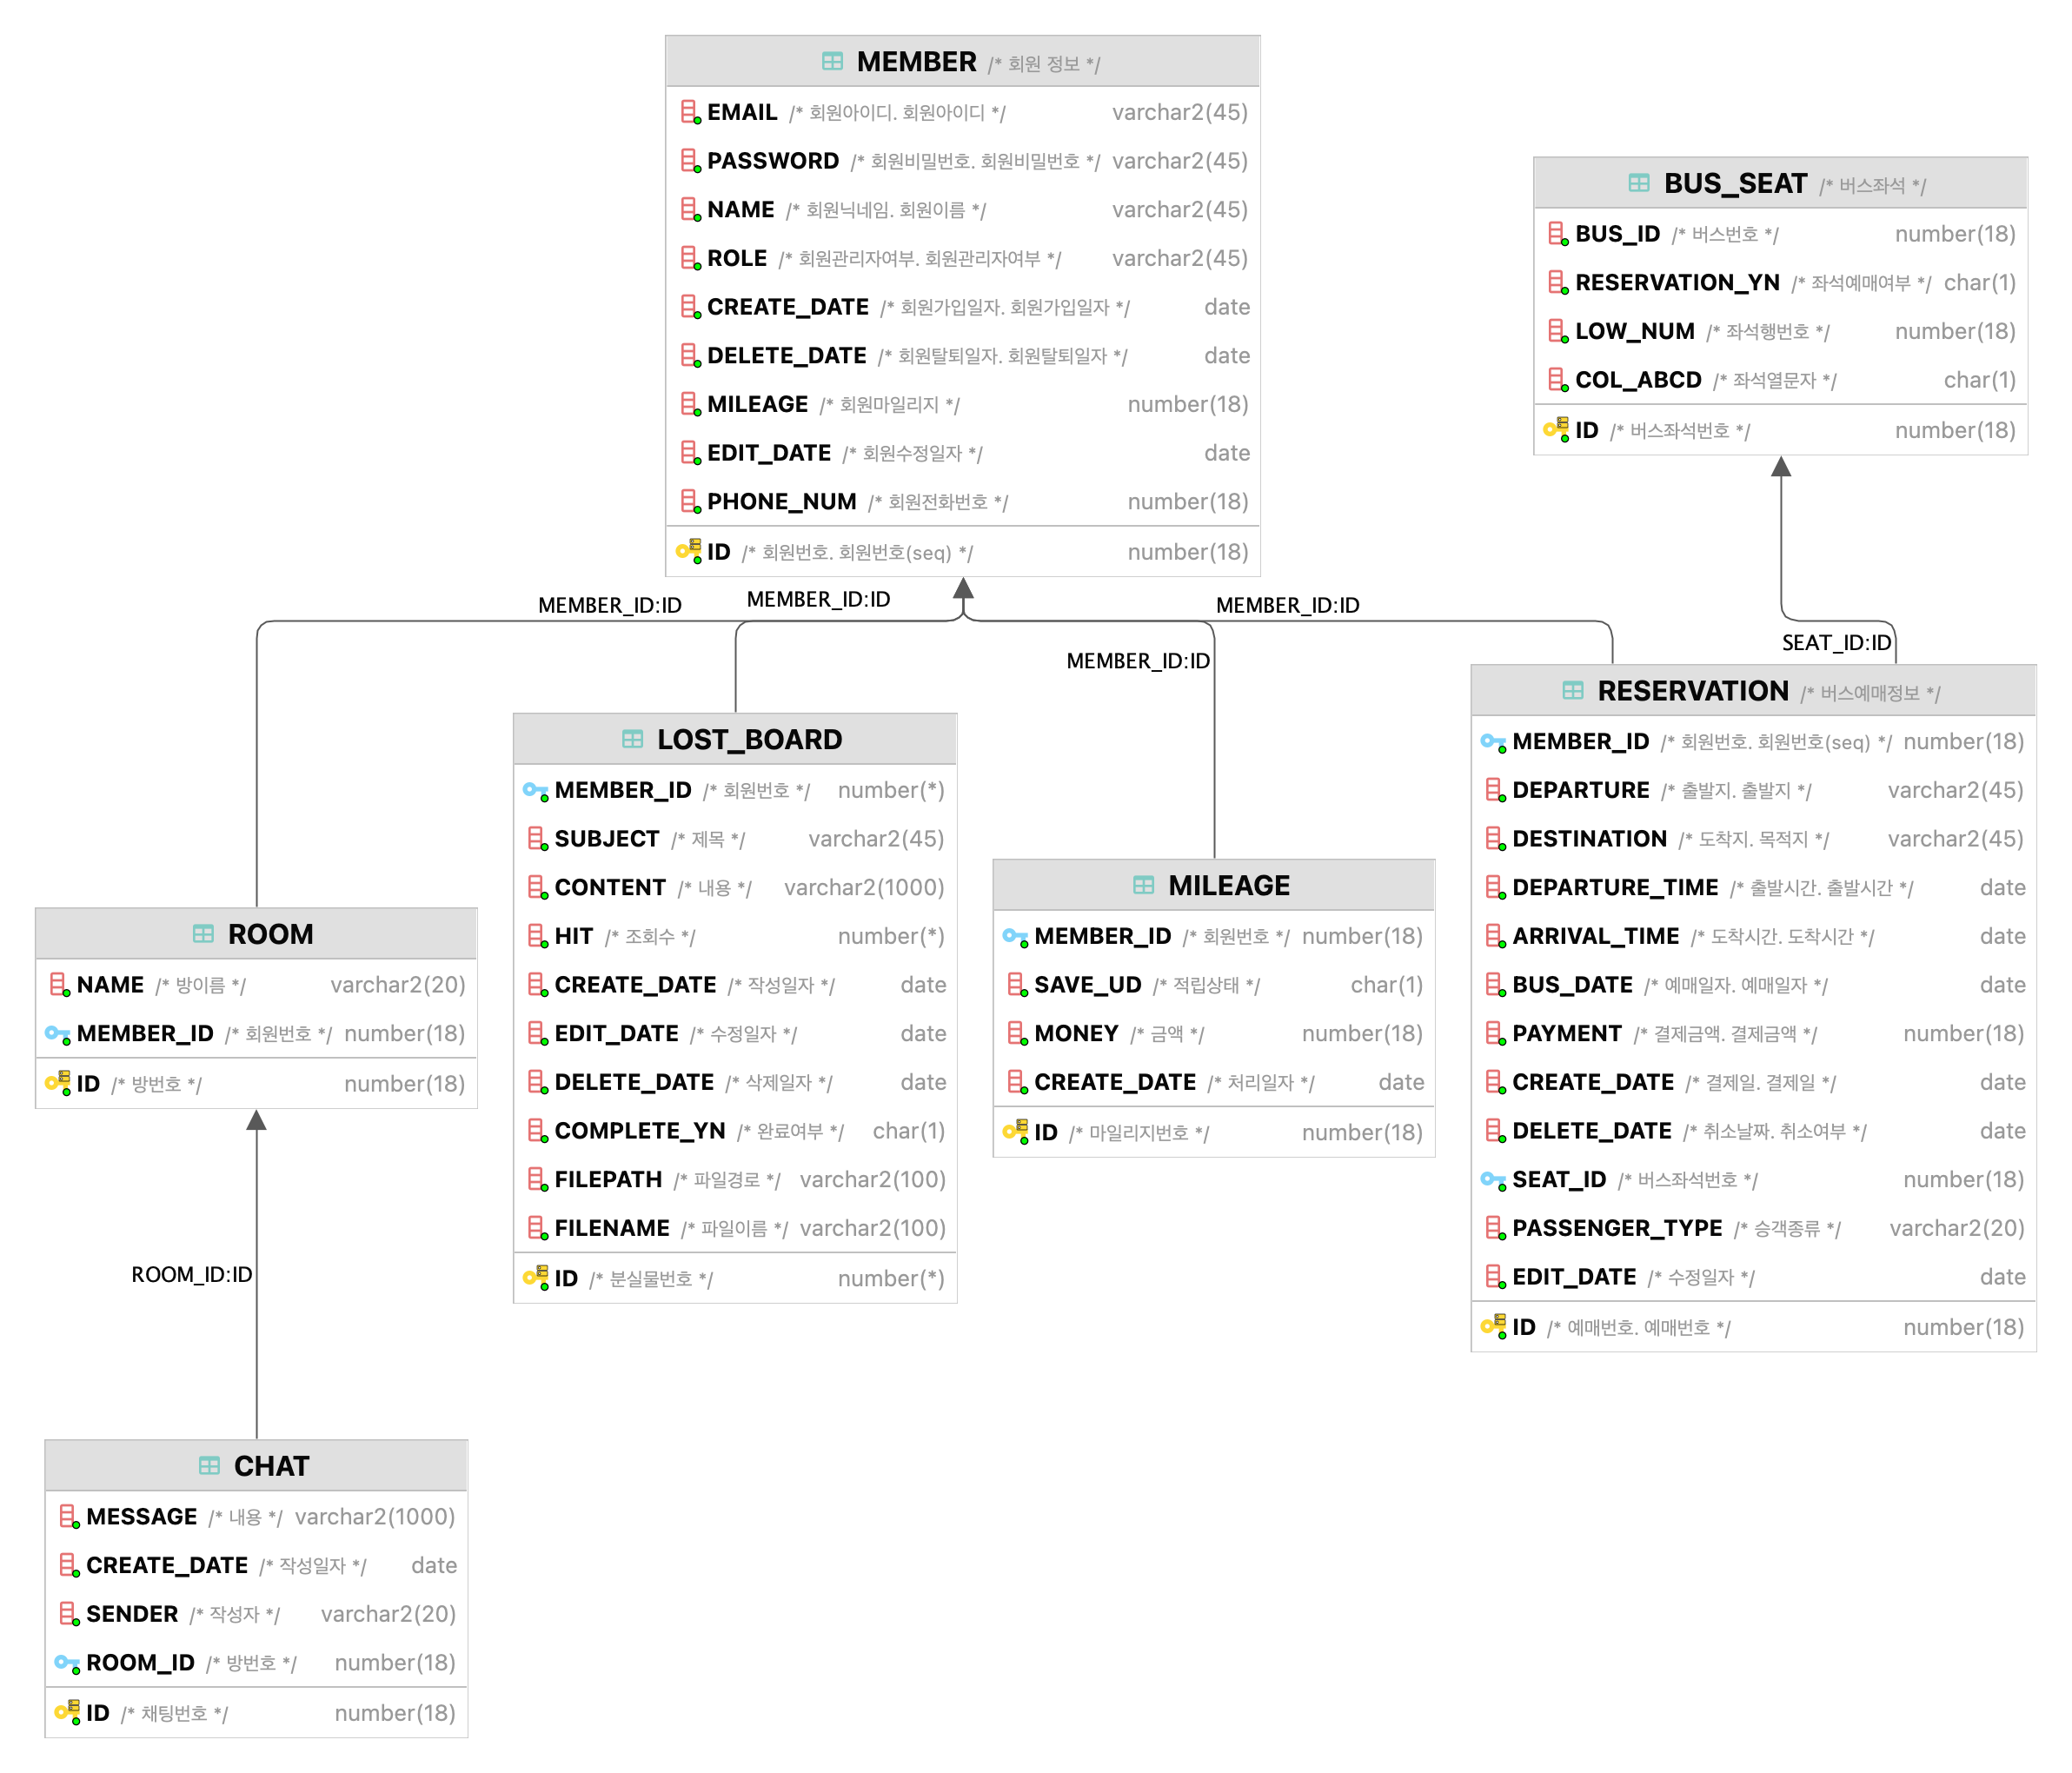 MEMBER /* 회원 정보 */
EMAIL /* 회원아이디. 회원아이디 */ varchar2(45)
PASSWORD /* 회원비밀번호. 회원비밀번호 */ varchar2(45)
NAME /* 회원닉네임. 회원이름 */ varchar2(45)
ROLE /* 회원관리자여부. 회원관리자여부 */ varchar2(45)
CREATE_DATE /* 회원가입일자. 회원가입일자 */ date
DELETE_DATE /* 회원탈퇴일자. 회원탈퇴일자 */ date
MILEAGE /* 회원마일리지 */ number(18)
EDIT_DATE /* 회원수정일자 */ date
PHONE_NUM /* 회원전화번호 */ number(18)
ID /* 회원번호. 회원번호(seq) */ number(18)
BUS_SEAT /* 버스좌석 */
BUS_ID /* 버스번호 */ number(18)
RESERVATION_YN /* 좌석예매여부 */ char(1)
LOW_NUM /* 좌석행번호 */ number(18)
COL_ABCD /* 좌석열문자 */ char(1)
ID /* 버스좌석번호 */ number(18)
MEMBER_ID:ID
MEMBER_ID:ID
MEMBER_ID:ID
MEMBER_ID:ID
SEAT_ID:ID
ROOM
NAME /* 방이름 */ varchar2(20)
MEMBER_ID /* 회원번호 */ number(18)
ID /* 방번호 */ number(18)
LOST_BOARD
MEMBER_ID /* 회원번호 */ number(*)
SUBJECT /* 제목 */ varchar2(45)
CONTENT /* 내용 */ varchar2(1000)
HIT /* 조회수 */ number(*)
CREATE_DATE /* 작성일자 */ date
EDIT_DATE /* 수정일자 */ date
DELETE_DATE /* 삭제일자 */ date
COMPLETE_YN /* 완료여부 */ char(1)
FILEPATH /* 파일경로 */ varchar2(100)
FILENAME /* 파일이름 */ varchar2(100)
ID /* 분실물번호 */ number(*)
MILEAGE
MEMBER_ID /* 회원번호 */ number(18)
SAVE_UD /* 적립상태 */ char(1)
MONEY /* 금액 */ number(18)
CREATE_DATE /* 처리일자 */ date
ID /* 마일리지번호 */ number(18)
RESERVATION /* 버스예매정보 */
MEMBER_ID /* 회원번호. 회원번호(seq) */ number(18)
DEPARTURE /* 출발지. 출발지 */ varchar2(45)
DESTINATION /* 도착지. 목적지 */ varchar2(45)
DEPARTURE_TIME /* 출발시간. 출발시간 */ date
ARRIVAL_TIME /* 도착시간. 도착시간 */ date
BUS_DATE /* 예매일자. 예매일자 */ date
PAYMENT /* 결제금액. 결제금액 */ number(18)
CREATE_DATE /* 결제일. 결제일 */ date
DELETE_DATE /* 취소날짜. 취소여부 */ date
SEAT_ID /* 버스좌석번호 */ number(18)
PASSENGER_TYPE /* 승객종류 */ varchar2(20)
EDIT_DATE /* 수정일자 */ date
ID /* 예매번호. 예매번호 */ number(18)
ROOM_ID:ID
CHAT
MESSAGE /* 내용 */ varchar2(1000)
CREATE_DATE /* 작성일자 */ date
SENDER /* 작성자 */ varchar2(20)
ROOM_ID /* 방번호 */ number(18)
ID /* 채팅번호 */ number(18)